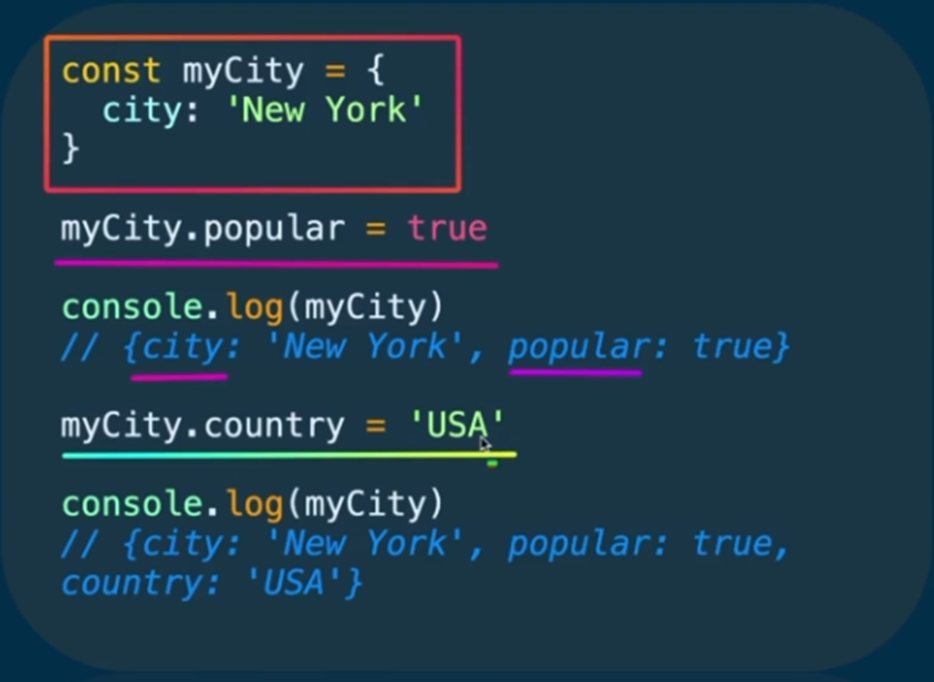 const myCity = {
  city: 'New York'
}
myCity.popular = true
console.log(myCity)
// {city: 'New York', popular: true}
myCity.country = 'USA'
console.log(myCity)
// {city: 'New York', popular: true,
country: 'USA'}